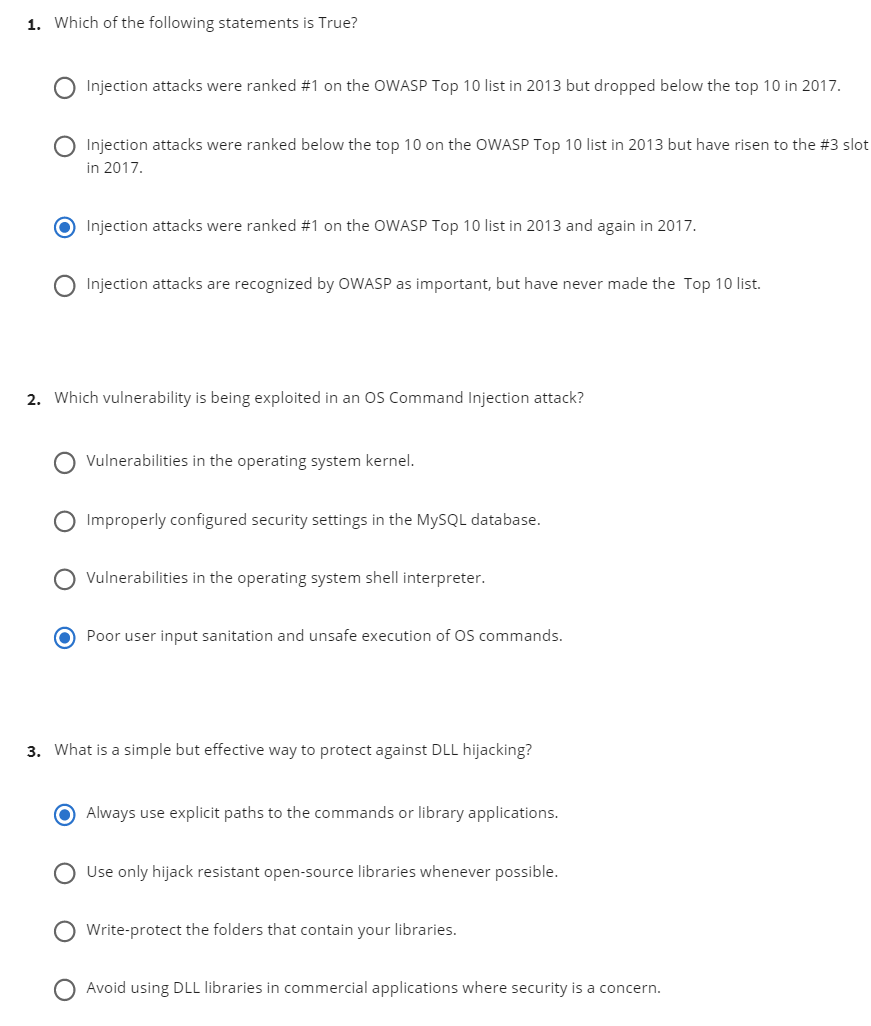 1. Which of the following statements is True?
Injection attacks were ranked #1 on the OWASP Top 10 list in 2013 but dropped below the top 10 in 2017.
Injection attacks were ranked below the top 10 on the OWASP Top 10 list in 2013 but have risen to the #3 slot
in 2017.
Injection attacks were ranked #1 on the OWASP Top 10 list in 2013 and again in 2017.
Injection attacks are recognized by OWASP as important, but have never made the Top 10 list.
2. Which vulnerability is being exploited in an OS Command Injection attack?
Vulnerabilities in the operating system kernel.
Improperly configured security settings in the MySQL database.
Vulnerabilities in the operating system shell interpreter.
Poor user input sanitation and unsafe execution of OS commands.
3. What is a simple but effective way to protect against DLL hijacking?
Always use explicit paths to the commands or library applications.
Use only hijack resistant open-source libraries whenever possible.
Write-protect the folders that contain your libraries.
Avoid using DLL libraries in commercial applications where security is a concern.